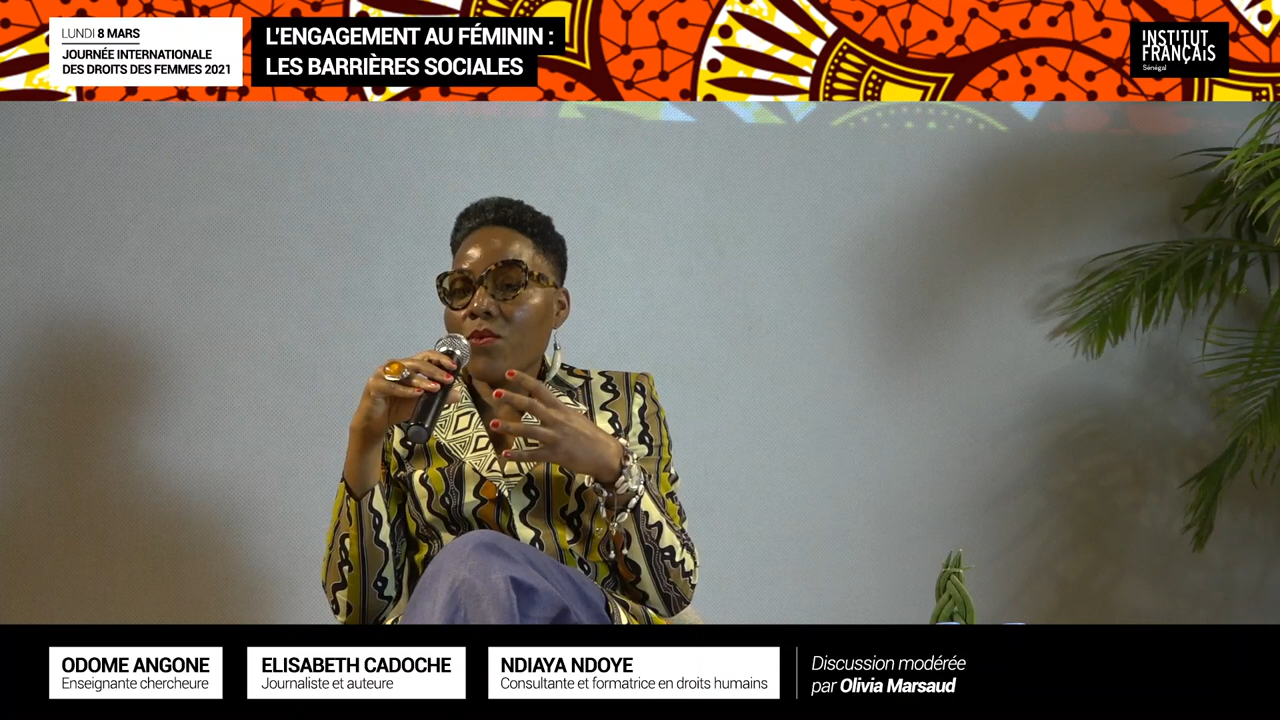 LUNDI 8 MARS
JOURNÉE INTERNATIONALE
DES DROITS DES FEMMES 2021
L'ENGAGEMENT AU FÉMININ :
LES BARRIÈRES SOCIALES
INSTITUT
FRANÇAIS
Sénégal
ODOME ANGONE
Enseignante chercheure
ELISABETH CADOCHE
Journaliste et auteure
NDIAYA NDOYE
Consultante et formatrice en droits humains
Discussion modérée
par Olivia Marsaud